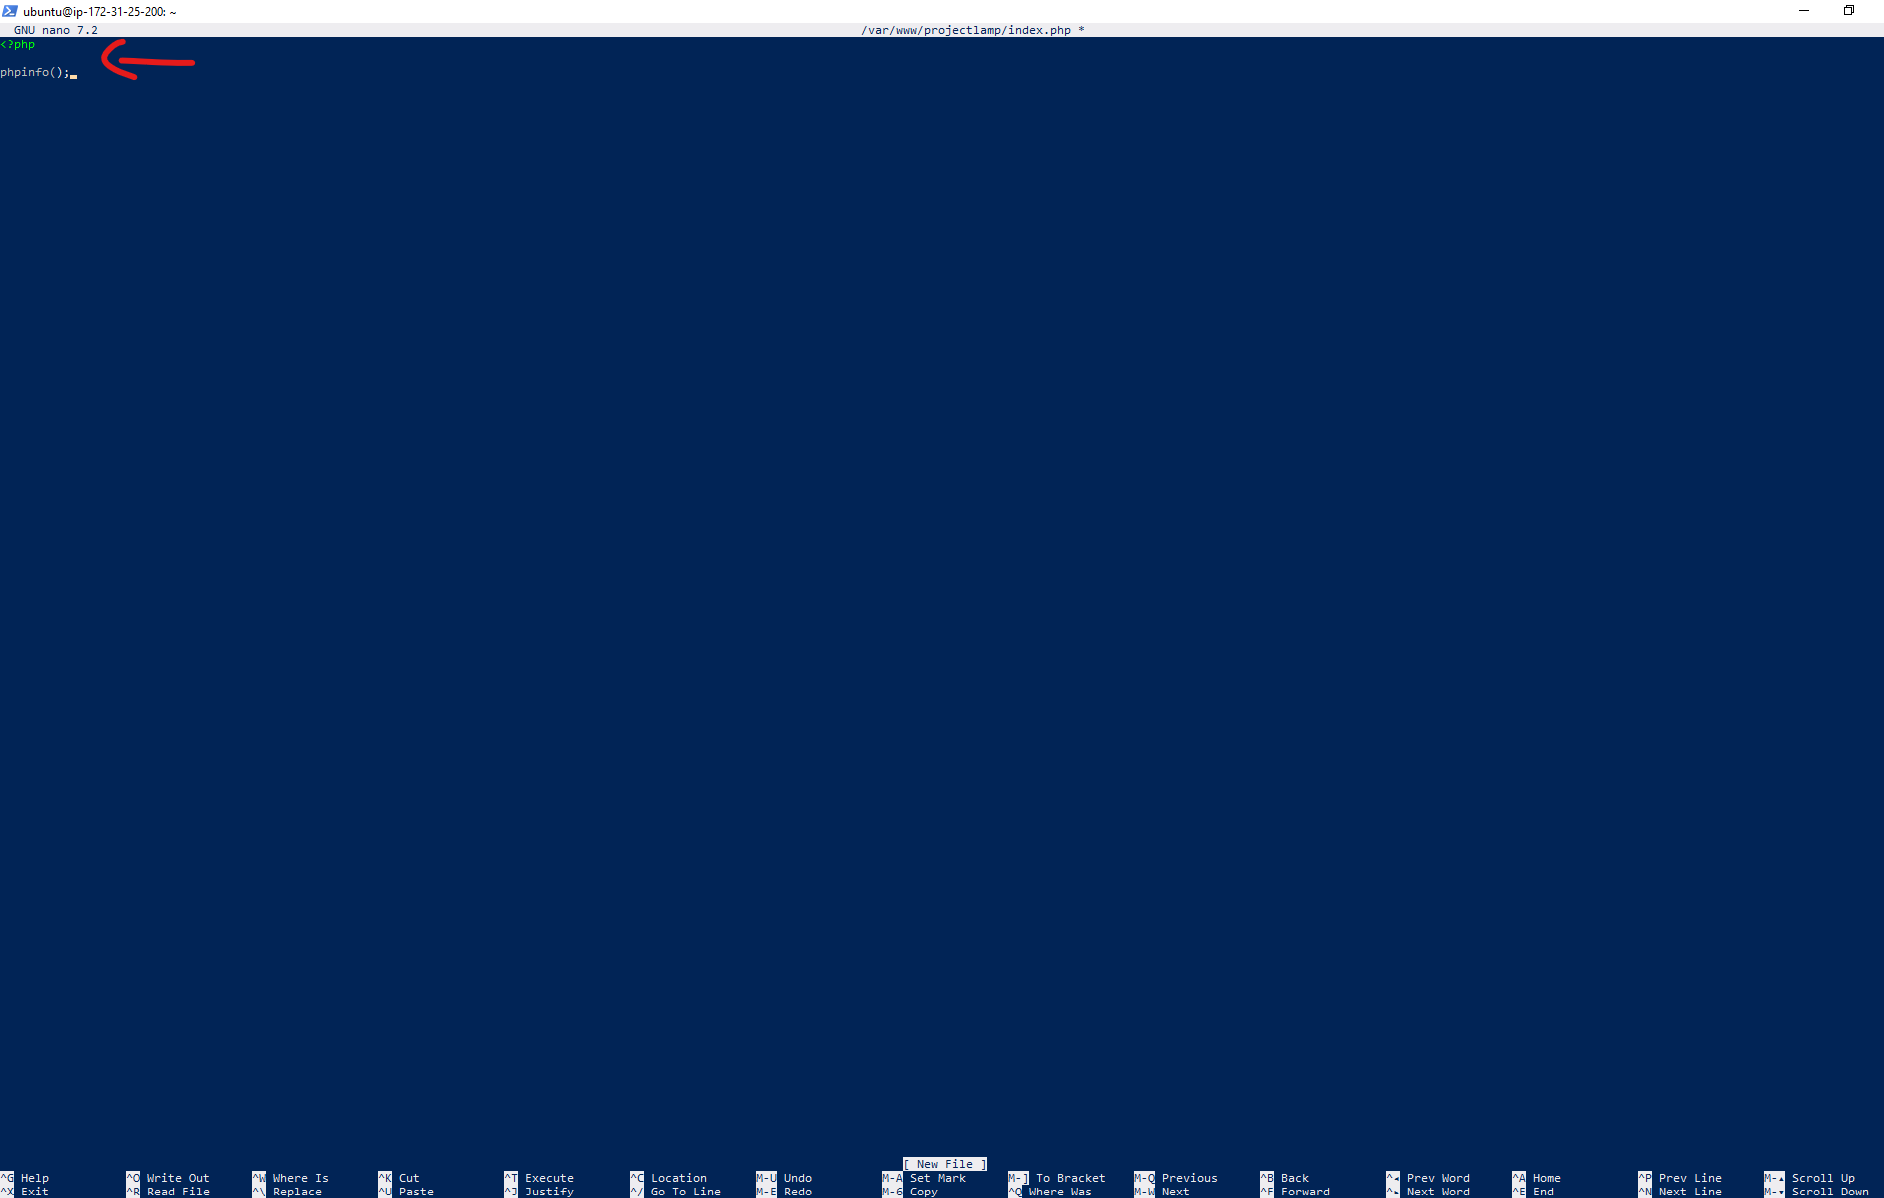 ubuntu@ip-172-31-25-200: ~
GNU nano 7.2 /var/www/projectlamp/index.php *
<?php
phpinfo();
[ New File ]
^G Help ^O Write Out ^W Where Is ^K Cut ^T Execute ^C Location M-U Undo M-A Set Mark M-] To Bracket M-Q Previous ^B Back ^◂ Prev Word ^A Home ^P Prev Line M-▴ Scroll Up
^X Exit ^R Read File ^\ Replace ^U Paste ^J Justify ^/ Go To Line M-E Redo M-6 Copy ^Q Where Was M-W Next ^F Forward ^▸ Next Word ^E End ^N Next Line M-▾ Scroll Down